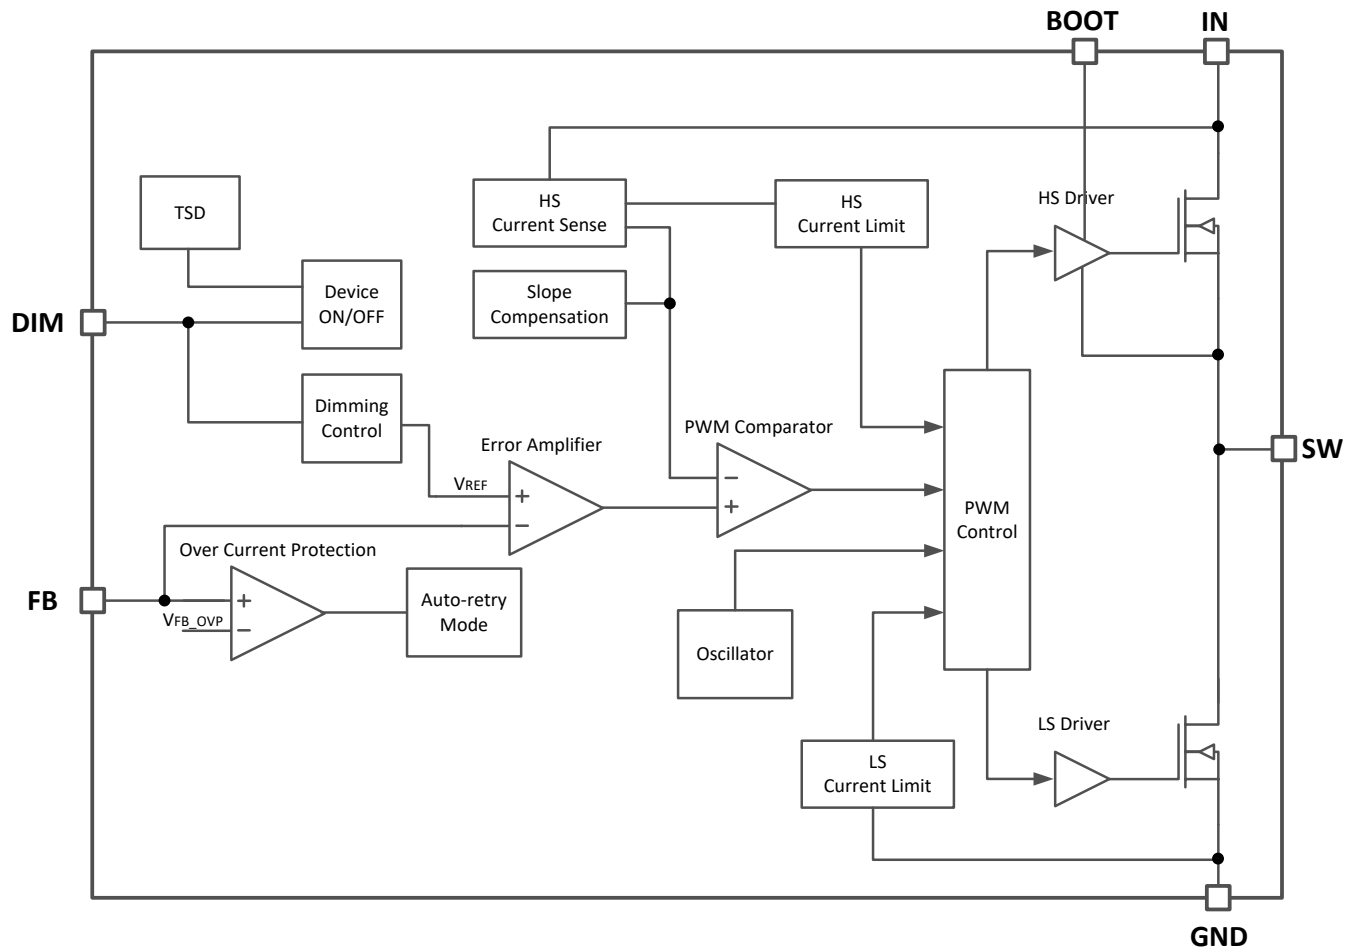 BOOT
IN
TSD
HS
Current Sense
HS
Current Limit
HS Driver
Device
ON/OFF
Slope
Compensation
DIM
Dimming
Control
Error Amplifier
PWM Comparator
VREF
+
−
−
+
SW
PWM
Control
Over Current Protection
FB
+
VFB_OVP
−
Auto-retry
Mode
Oscillator
LS Driver
LS
Current Limit
GND